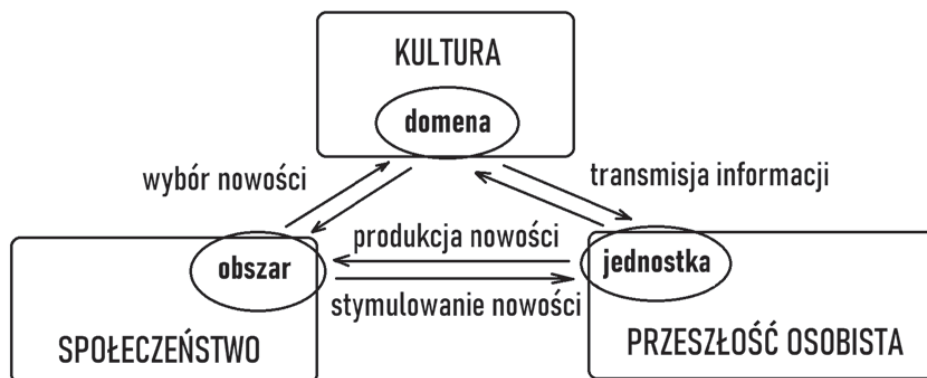 KULTURA
domena
wybór nowości
transmisja informacji
produkcja nowości
obszar
jednostka
stymulowanie nowości
SPOŁECZEŃSTWO
PRZESZŁOŚĆ OSOBISTA